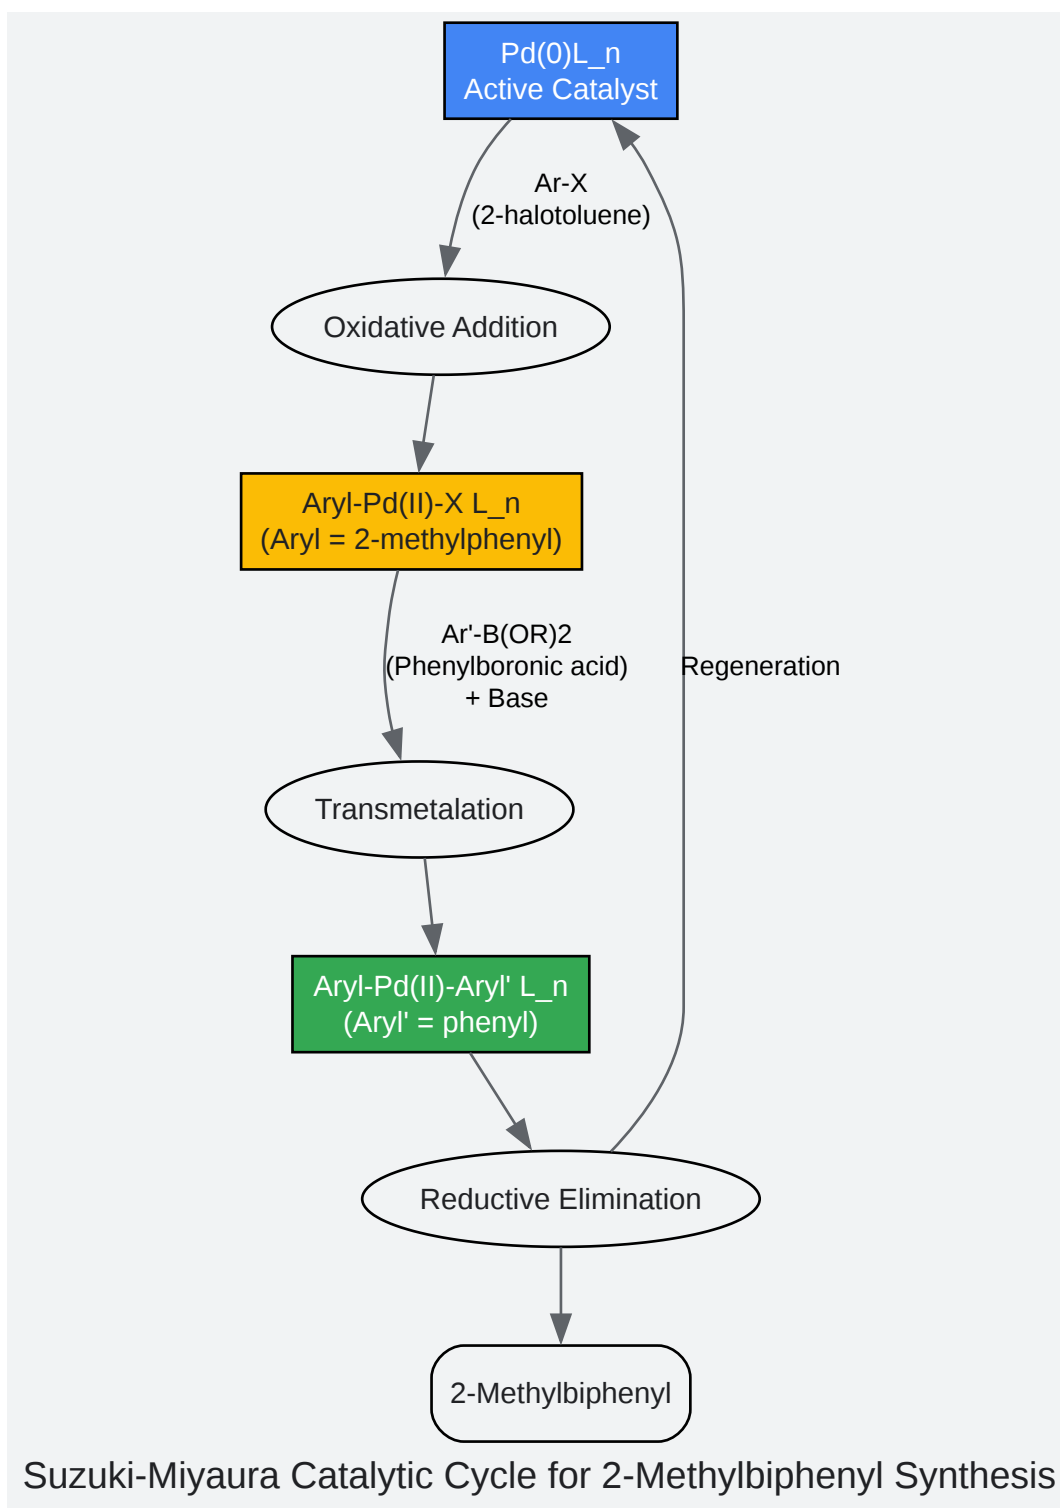 Pd(0)L_n
Active Catalyst
Ar-X
(2-halotoluene)
Oxidative Addition
Aryl-Pd(II)-X L_n
(Aryl = 2-methylphenyl)
Ar'-B(OR)2
(Phenylboronic acid)
+ Base
Regeneration
Transmetalation
Aryl-Pd(II)-Aryl' L_n
(Aryl' = phenyl)
Reductive Elimination
2-Methylbiphenyl
Suzuki-Miyaura Catalytic Cycle for 2-Methylbiphenyl Synthesis